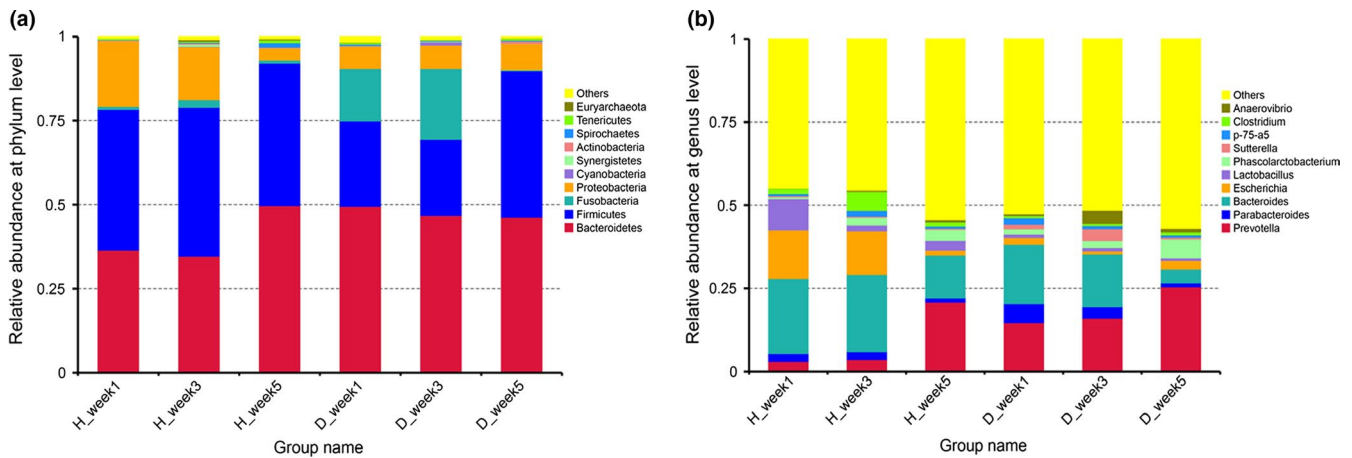 (a)
Relative abundance at phylum level
1
0.75
0.5
0.25
0
H_week1
H_week3
H_week5
D_week1
D_week3
D_week5
Group name
Others
Euryarchaeota
Tenericutes
Spirochaetes
Actinobacteria
Synergistetes
Cyanobacteria
Proteobacteria
Fusobacteria
Firmicutes
Bacteroidetes
(b)
Relative abundance at genus level
1
0.75
0.5
0.25
0
H_week1
H_week3
H_week5
D_week1
D_week3
D_week5
Group name
Others
Anaerovibrio
Clostridium
p-75-a5
Sutterella
Phascolarctobacterium
Lactobacillus
Escherichia
Bacteroides
Parabacteroides
Prevotella